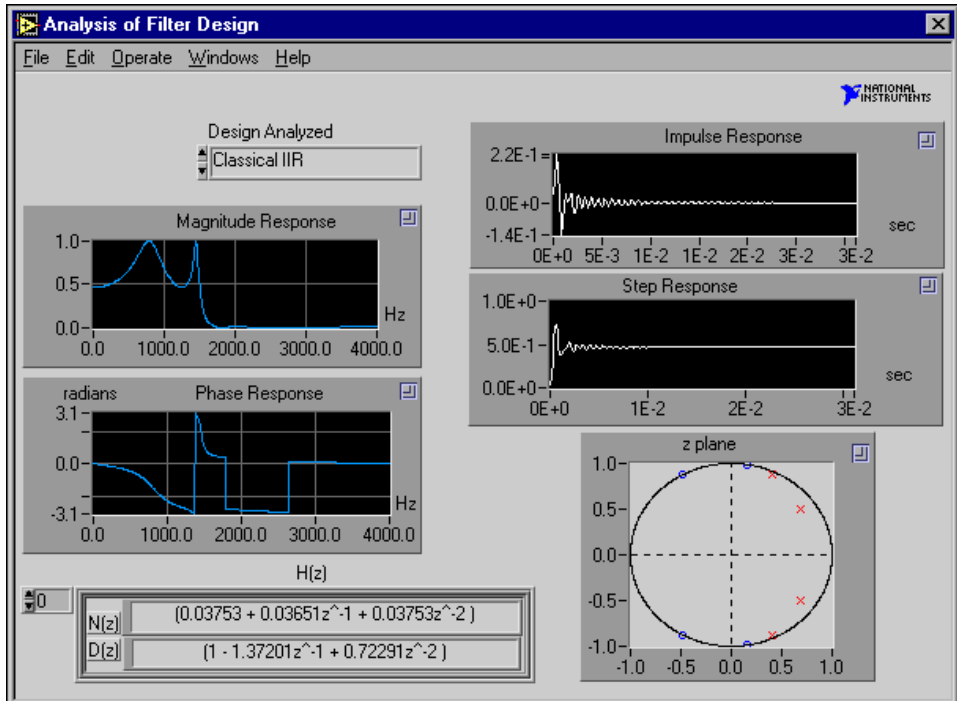 Analysis of Filter Design
File Edit Operate Windows Help
NATIONAL
INSTRUMENTS
Design Analyzed
Classical IIR
Magnitude Response
1.0
0.5
0.0
0.0 1000.0 2000.0 3000.0 4000.0
Hz
radians Phase Response
3.1
0.0
-3.1
0.0 1000.0 2000.0 3000.0 4000.0
Hz
Impulse Response
2.2E-1
0.0E+0
-1.4E-1
0E+0 5E-3 1E-2 1E-2 2E-2 3E-2 3E-2
sec
Step Response
1.0E+0
5.0E-1
0.0E+0
0E+0 1E-2 2E-2 3E-2
sec
z plane
1.0
0.5
0.0
-0.5
-1.0
-1.0 -0.5 0.0 0.5 1.0
H(z)
0
N(z) (0.03753 + 0.03651z^-1 + 0.03753z^-2 )
D(z) (1 - 1.37201z^-1 + 0.72291z^-2 )